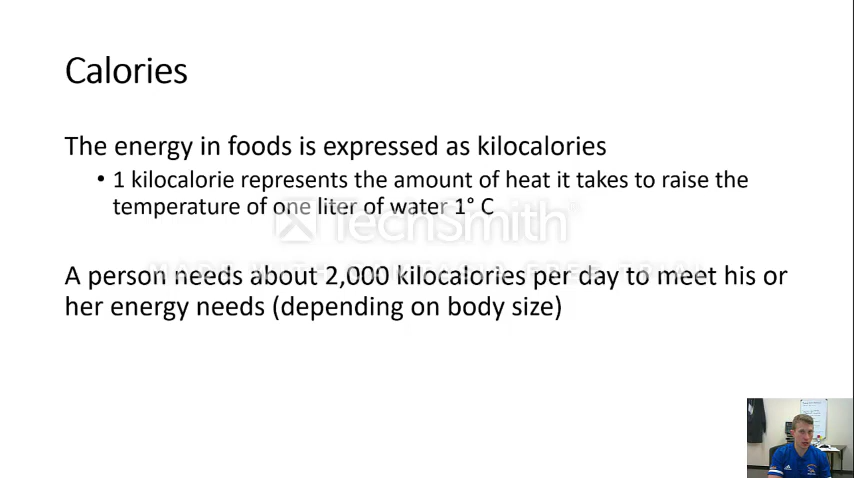 Calories
The energy in foods is expressed as kilocalories
• 1 kilocalorie represents the amount of heat it takes to raise the
temperature of one liter of water 1° C
TechSmith
A person needs about 2,000 kilocalories per day to meet his or
her energy needs (depending on body size)